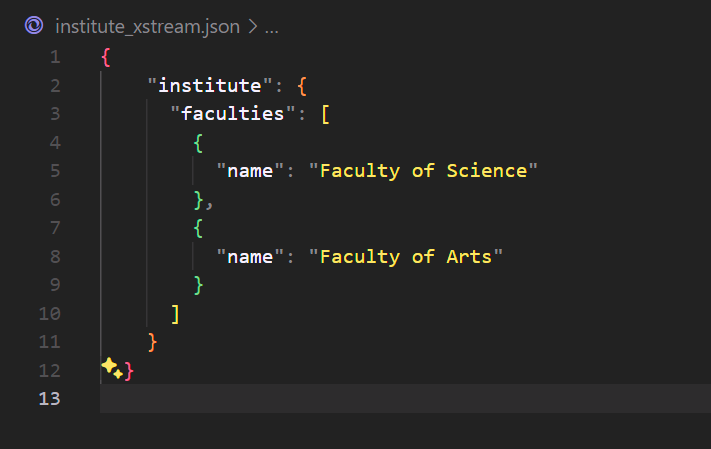 institute_xstream.json > ...
1 {
2     "institute": {
3       "faculties": [
4         {
5           "name": "Faculty of Science"
6         },
7         {
8           "name": "Faculty of Arts"
9         }
10       ]
11     }
12 }
13